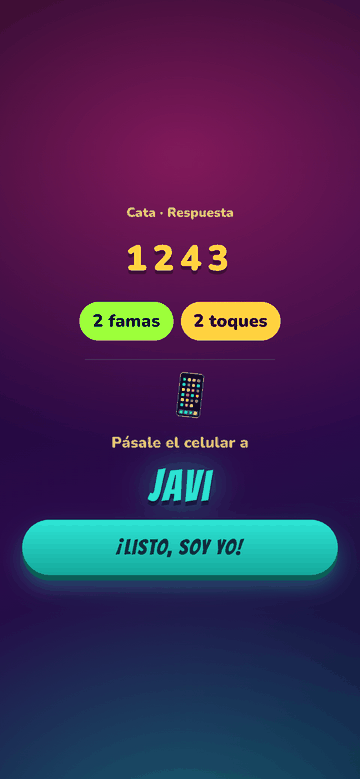 Cata · Respuesta
1243
2 famas 2 toques
Pásale el celular a
JAVI
¡LISTO, SOY YO!